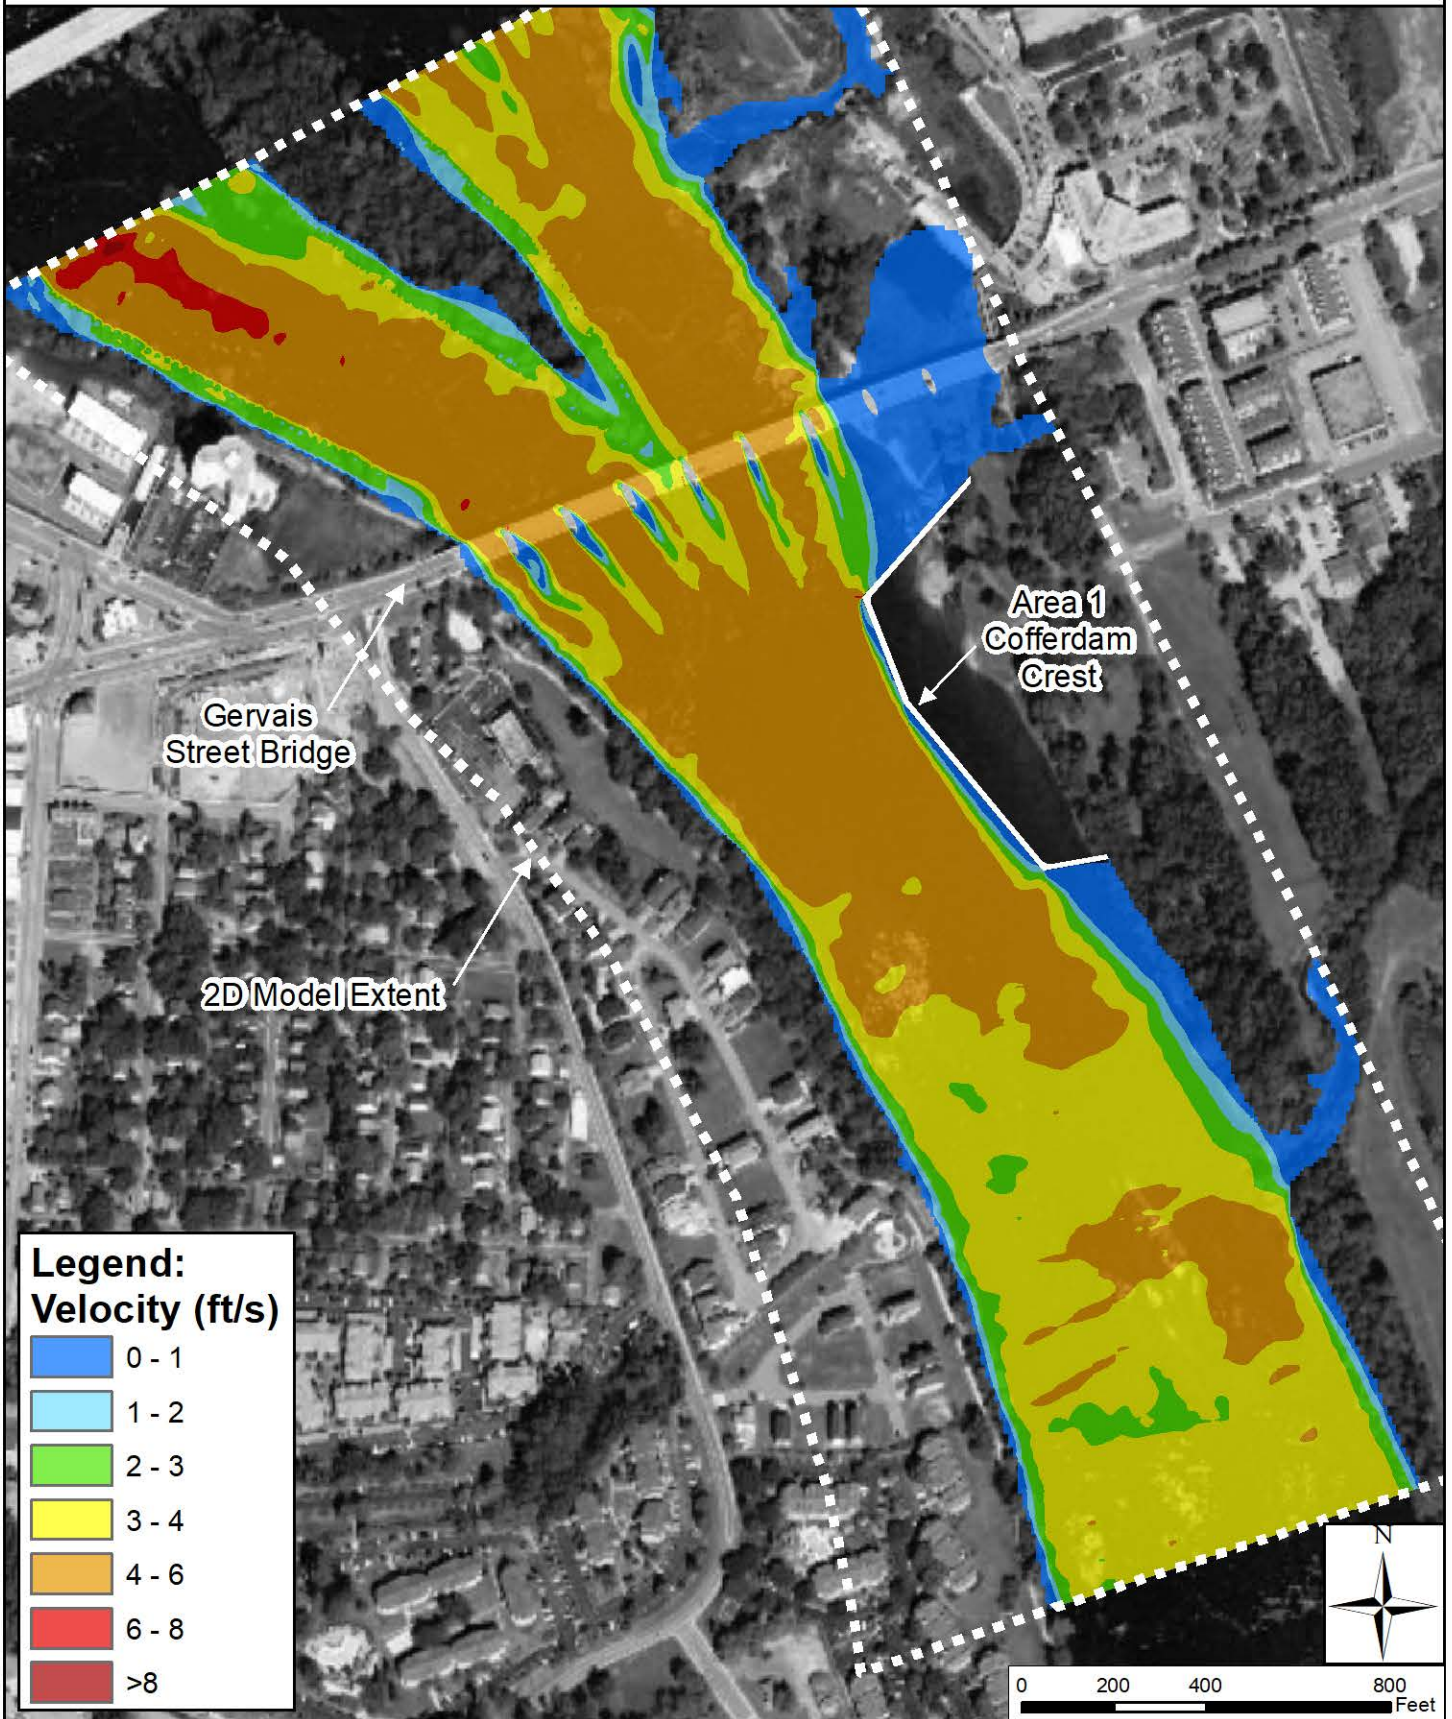 Area 1
Cofferdam
Crest
Gervais
Street Bridge
2D Model Extent
Legend:
Velocity (ft/s)
0 - 1
1 - 2
2 - 3
3 - 4
4 - 6
6 - 8
>8
N
0 200 400 800
Feet